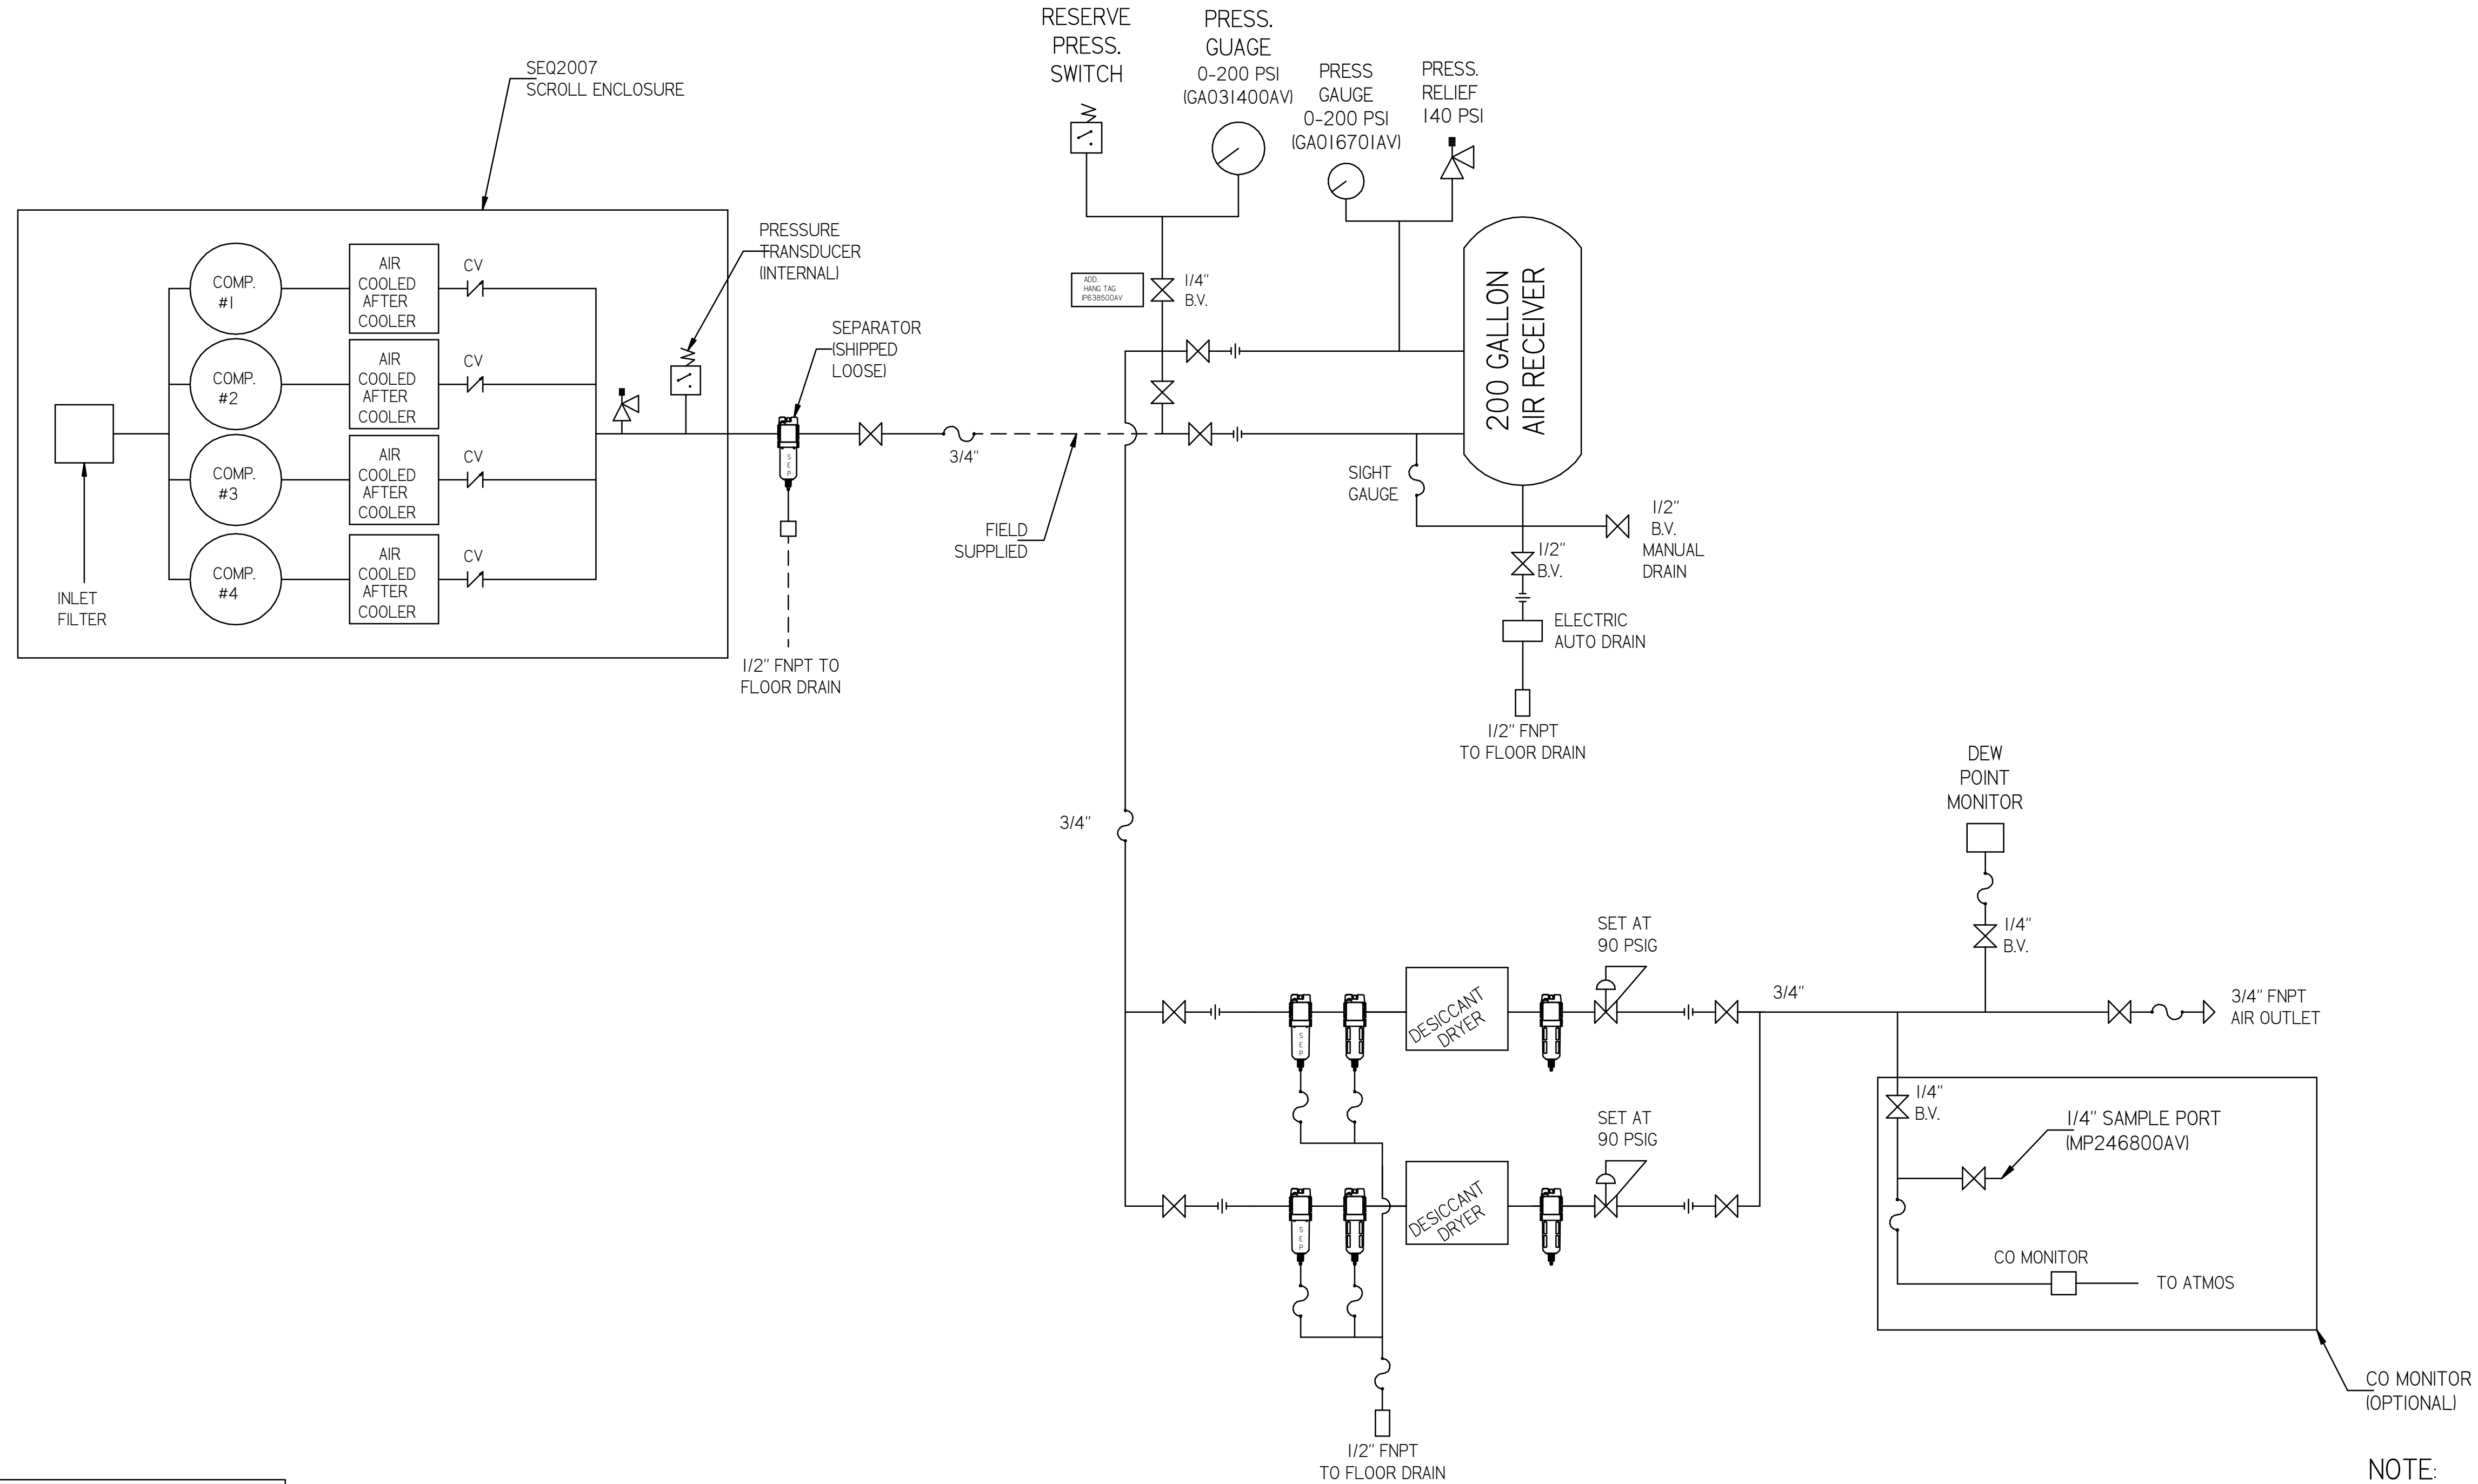 RESERVE
PRESS.
SWITCH
PRESS.
GUAGE
0-200 PSI
(GA031400AV)
PRESS
GAUGE
0-200 PSI
(GA016701AV)
PRESS.
RELIEF
140 PSI
SEQ2007
SCROLL ENCLOSURE
PRESSURE
TRANSDUCER
(INTERNAL)
COMP.
#1
AIR
COOLED
AFTER
COOLER
CV
COMP.
#2
AIR
COOLED
AFTER
COOLER
CV
COMP.
#3
AIR
COOLED
AFTER
COOLER
CV
COMP.
#4
AIR
COOLED
AFTER
COOLER
CV
INLET
FILTER
SEPARATOR
(SHIPPED
LOOSE)
SEP
1/2" FNPT TO
FLOOR DRAIN
3/4"
FIELD
SUPPLIED
ADD.
HANG TAG
IP638500AV
1/4"
B.V.
200 GALLON
AIR RECEIVER
SIGHT
GAUGE
1/2"
B.V.
MANUAL
DRAIN
1/2"
B.V.
ELECTRIC
AUTO DRAIN
1/2" FNPT
TO FLOOR DRAIN
3/4"
DEW
POINT
MONITOR
1/4"
B.V.
SET AT
90 PSIG
3/4"
3/4" FNPT
AIR OUTLET
SEP
DESICCANT
DRYER
SET AT
90 PSIG
SEP
DESICCANT
DRYER
1/4"
B.V.
1/4" SAMPLE PORT
(MP246800AV)
CO MONITOR
TO ATMOS
CO MONITOR
(OPTIONAL)
1/2" FNPT
TO FLOOR DRAIN
NOTE: